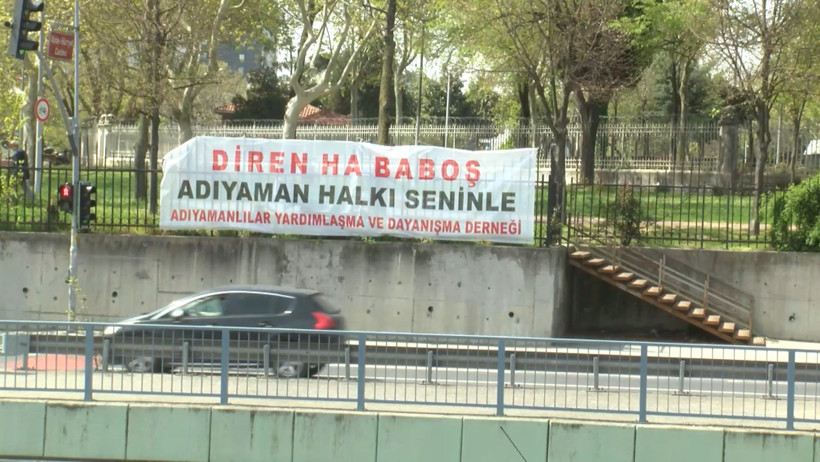 DİREN HA BABOŞ
ADIYAMAN HALKI SENİNLE
ADIYAMANLILAR YARDIMLAŞMA VE DAYANIŞMA DERNEĞİ